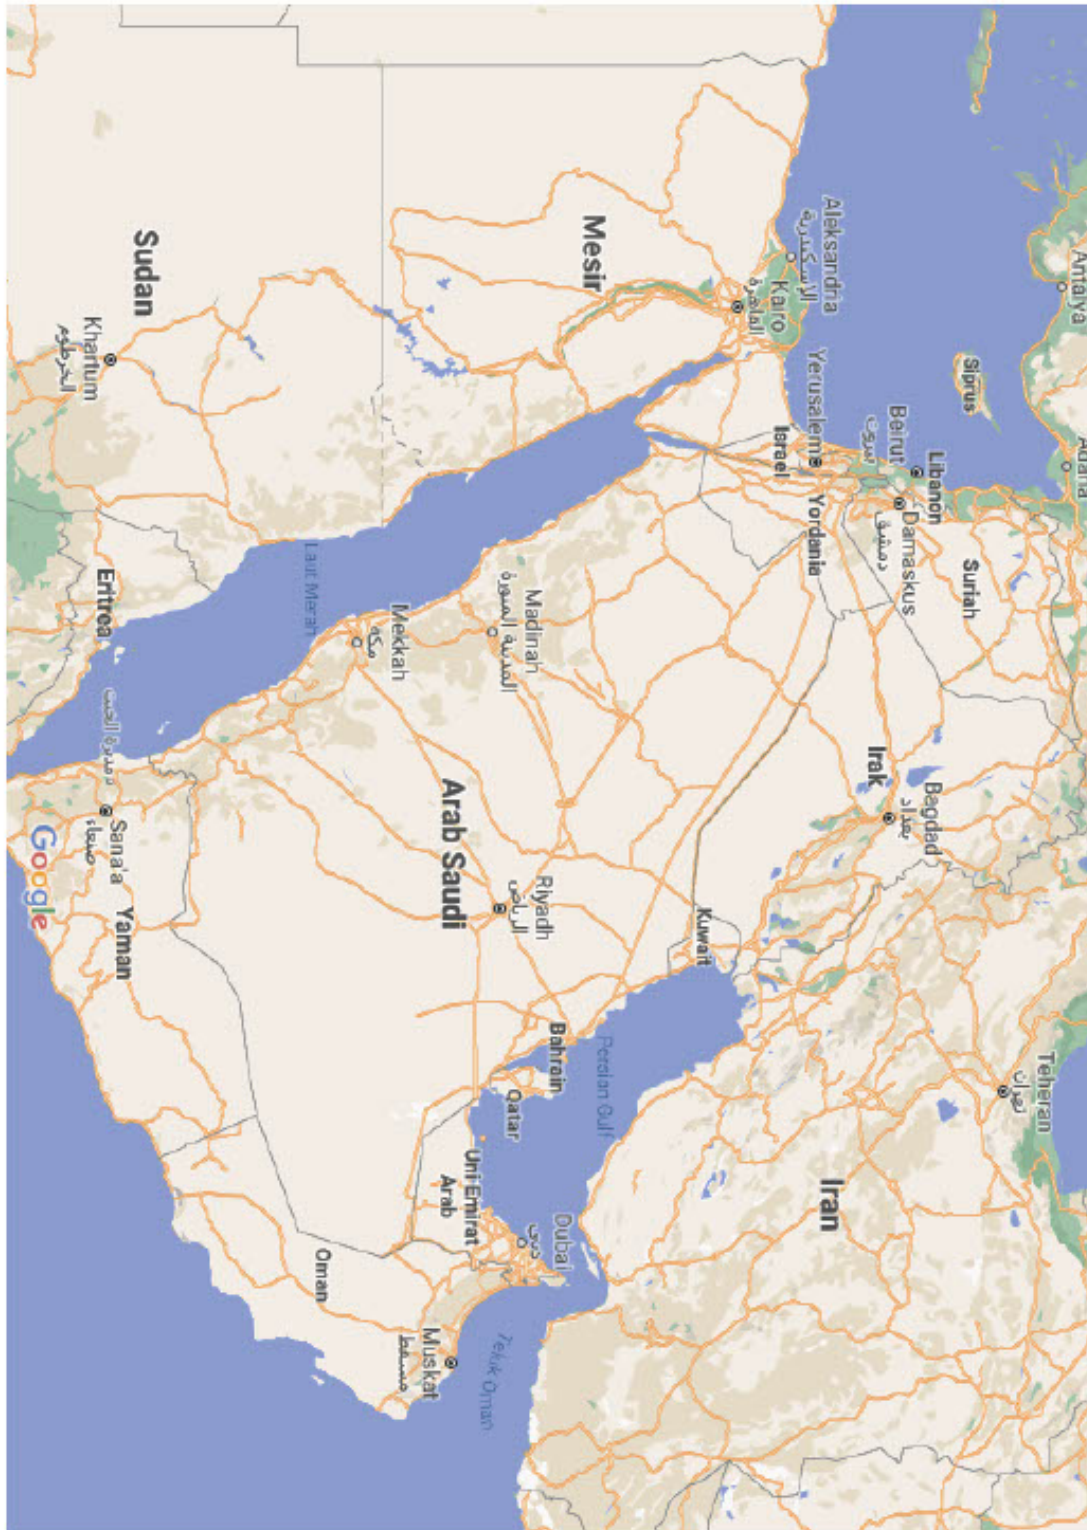 Antalya
Adana
Teheran
تهران
Siprus
Suriah
Libanon
Bagdad
بغداد
Damaskus
دمشق
Beirut
بيروت
Irak
Aleksandria
الإسكندرية
Iran
Yerusalem
Yordania
Israel
Kairo
القاهرة
Kuwait
Persian Gulf
Mesir
Dubai
دبي
Bahrain
Riyadh
الرياض
Madinah
المدينة المنورة
Qatar
Teluk Oman
Uni Emirat
Arab
Arab Saudi
Muskat
مسقط
Mekkah
مكة
Oman
Laut Merah
Sudan
Yaman
Sana'a
صنعاء
Eritrea
Khartum
الخرطوم
Google